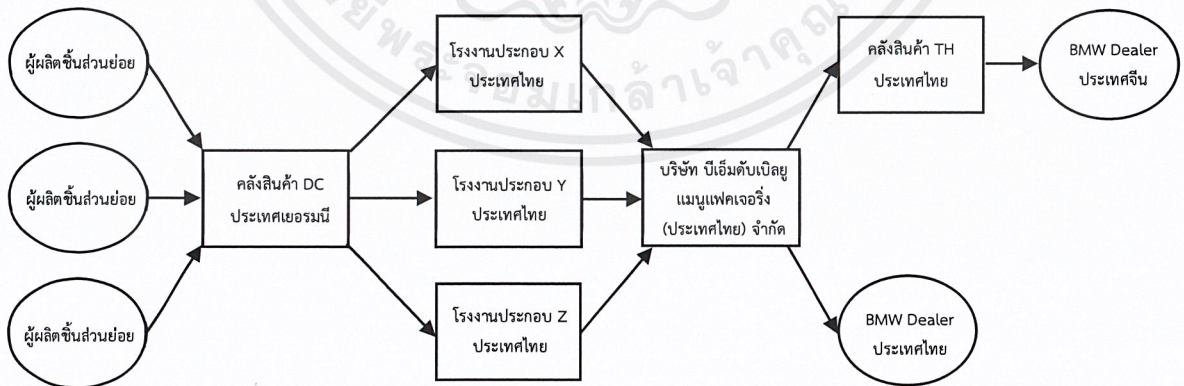 ผู้ผลิตชิ้นส่วนย่อย
ผู้ผลิตชิ้นส่วนย่อย
ผู้ผลิตชิ้นส่วนย่อย
คลังสินค้า DC
ประเทศเยอรมนี
โรงงานประกอบ X
ประเทศไทย
โรงงานประกอบ Y
ประเทศไทย
โรงงานประกอบ Z
ประเทศไทย
บริษัท บีเอ็มดับเบิลยู
แมนูแฟคเจอริ่ง
(ประเทศไทย) จำกัด
คลังสินค้า TH
ประเทศไทย
BMW Dealer
ประเทศจีน
BMW Dealer
ประเทศไทย